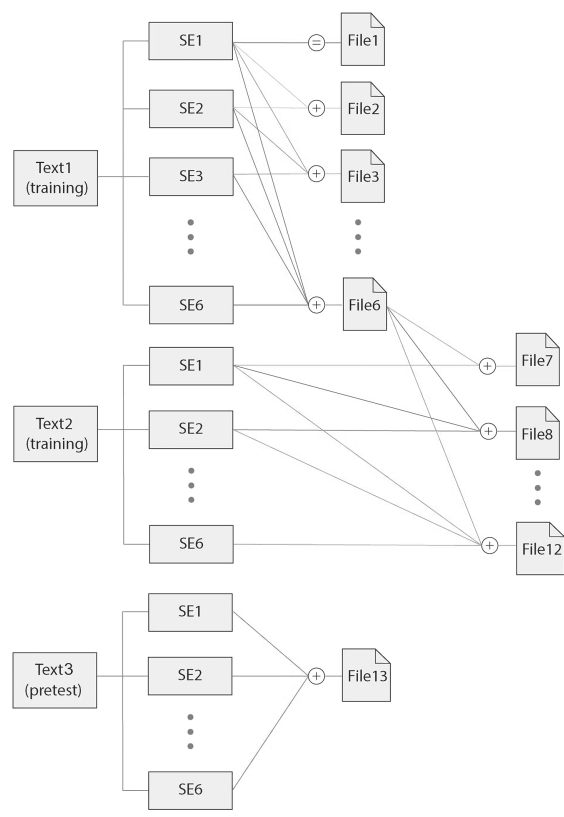 SE1
=
File1
SE2
+
File2
Text1
(training)
SE3
+
File3
SE6
+
File6
SE1
+
File7
Text2
(training)
SE2
+
File8
SE6
+
File12
SE1
Text3
(pretest)
SE2
+
File13
SE6